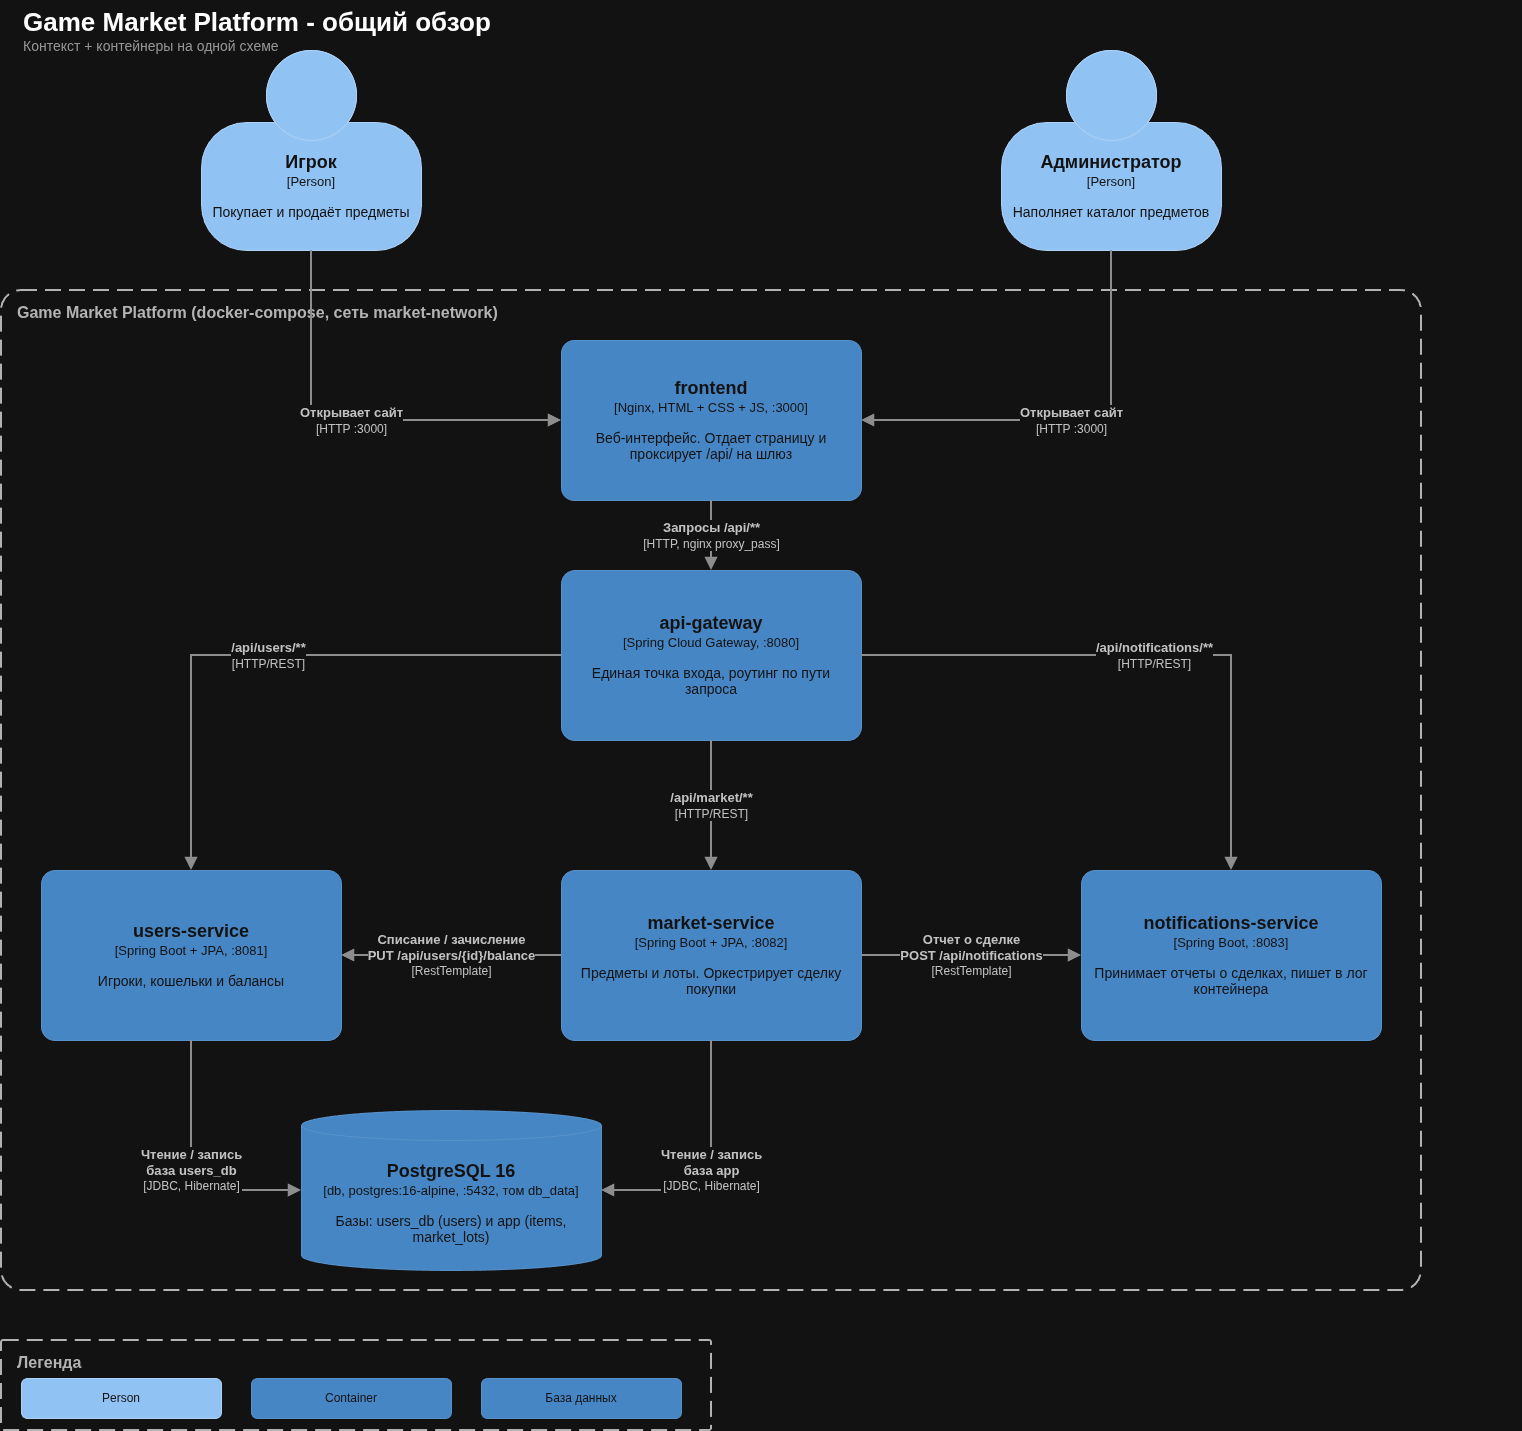 Game Market Platform - общий обзор
Контекст + контейнеры на одной схеме
Игрок
[Person]
Покупает и продаёт предметы
Администратор
[Person]
Наполняет каталог предметов
Game Market Platform (docker-compose, сеть market-network)
Открывает сайт
[HTTP :3000]
frontend
[Nginx, HTML + CSS + JS, :3000]
Веб-интерфейс. Отдает страницу и
проксирует /api/ на шлюз
Открывает сайт
[HTTP :3000]
Запросы /api/**
[HTTP, nginx proxy_pass]
api-gateway
[Spring Cloud Gateway, :8080]
Единая точка входа, роутинг по пути
запроса
/api/users/**
[HTTP/REST]
/api/notifications/**
[HTTP/REST]
/api/market/**
[HTTP/REST]
users-service
[Spring Boot + JPA, :8081]
Игроки, кошельки и балансы
Списание / зачисление
PUT /api/users/{id}/balance
[RestTemplate]
market-service
[Spring Boot + JPA, :8082]
Предметы и лоты. Оркестрирует сделку
покупки
Отчет о сделке
POST /api/notifications
[RestTemplate]
notifications-service
[Spring Boot, :8083]
Принимает отчеты о сделках, пишет в лог
контейнера
Чтение / запись
база users_db
[JDBC, Hibernate]
PostgreSQL 16
[db, postgres:16-alpine, :5432, том db_data]
Базы: users_db (users) и app (items,
market_lots)
Чтение / запись
база app
[JDBC, Hibernate]
Легенда
Person
Container
База данных